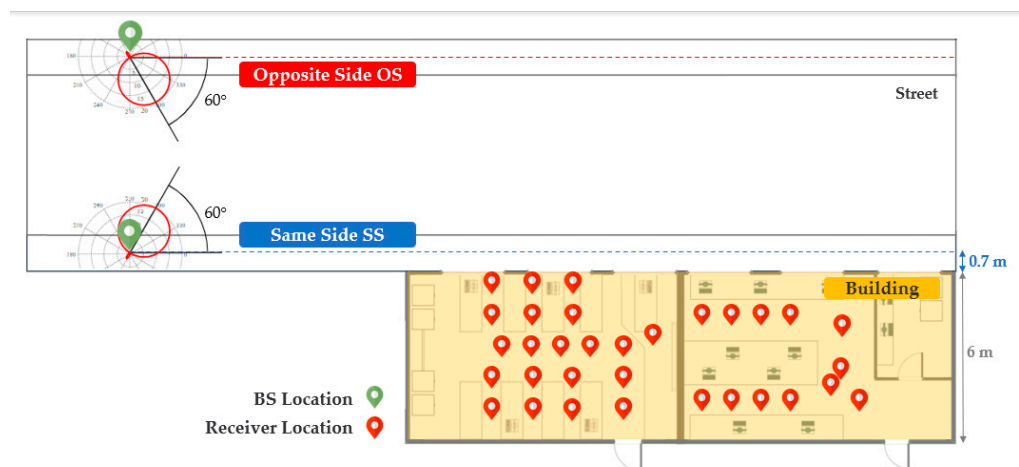 Opposite Side OS
60°
Street
60°
Same Side SS
0.7 m
Building
6 m
BS Location
Receiver Location